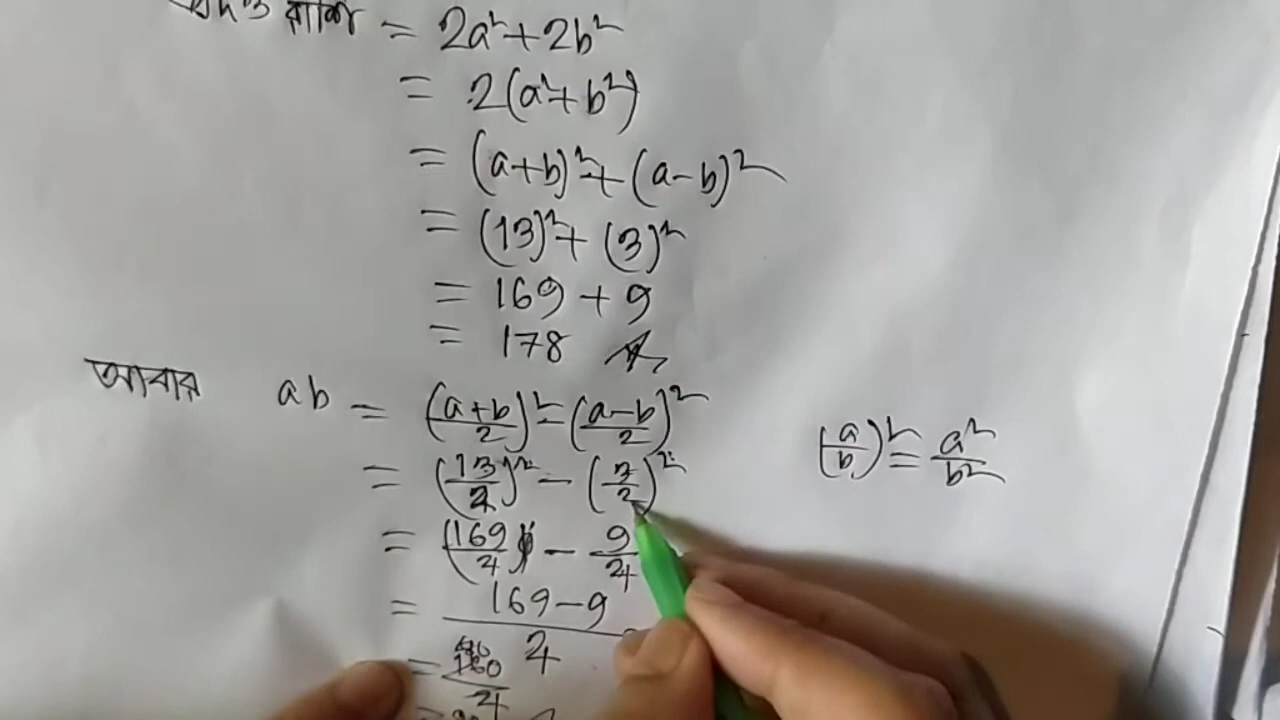 রাশি = 2a² + 2b²
= 2(a² + b²)
= (a+b)² + (a-b)²
= (13)² + (3)²
= 169 + 9
= 178
আবার ab = (a+b/2)² - (a-b/2)²
= (13/2)² - (3/2)²
= (169/4) - 9/4
= 169-9/4
= 160/4
(a/b)² = a²/b²